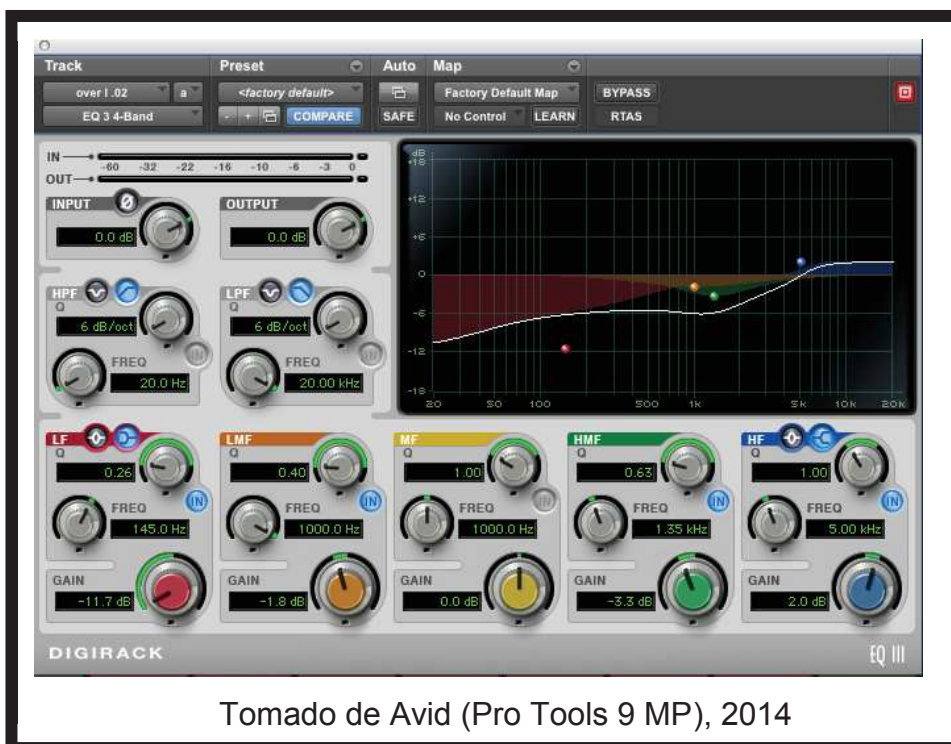 Track Preset Auto Map
over l .02 a <factory default> Factory Default Map BYPASS
EQ 3 4-Band - + COMPARE SAFE No Control LEARN RTAS
IN
-60 -32 -22 -16 -10 -6 -3 0
OUT
INPUT Ø OUTPUT
0.0 dB 0.0 dB
HPF LPF
Q Q
6 dB/oct 6 dB/oct
IN IN
FREQ FREQ
20.0 Hz 20.00 kHz
dB
+18
+12
+6
0
-6
-12
-18
20 50 100 500 1k 5k 10k 20k
LF LMF MF HMF HF
Q Q Q Q Q
0.26 0.40 1.00 0.63 1.00
IN IN IN IN IN
FREQ FREQ FREQ FREQ FREQ
145.0 Hz 1000.0 Hz 1000.0 Hz 1.35 kHz 5.00 kHz
GAIN GAIN GAIN GAIN GAIN
-11.7 dB -1.8 dB 0.0 dB -3.3 dB 2.0 dB
DIGIRACK EQ III
Tomado de Avid (Pro Tools 9 MP), 2014